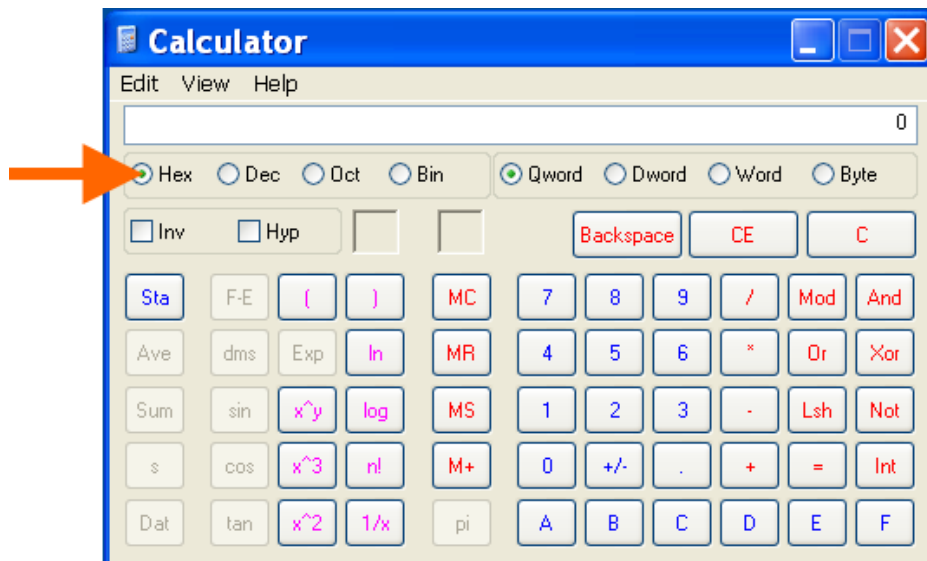 Calculator
Edit View Help
0
Hex Dec Oct Bin Qword Dword Word Byte
Inv Hyp Backspace CE C
Sta F-E ( ) MC 7 8 9 / Mod And
Ave dms Exp ln MR 4 5 6 * Or Xor
Sum sin x^y log MS 1 2 3 - Lsh Not
s cos x^3 n! M+ 0 +/- . + = Int
Dat tan x^2 1/x pi A B C D E F